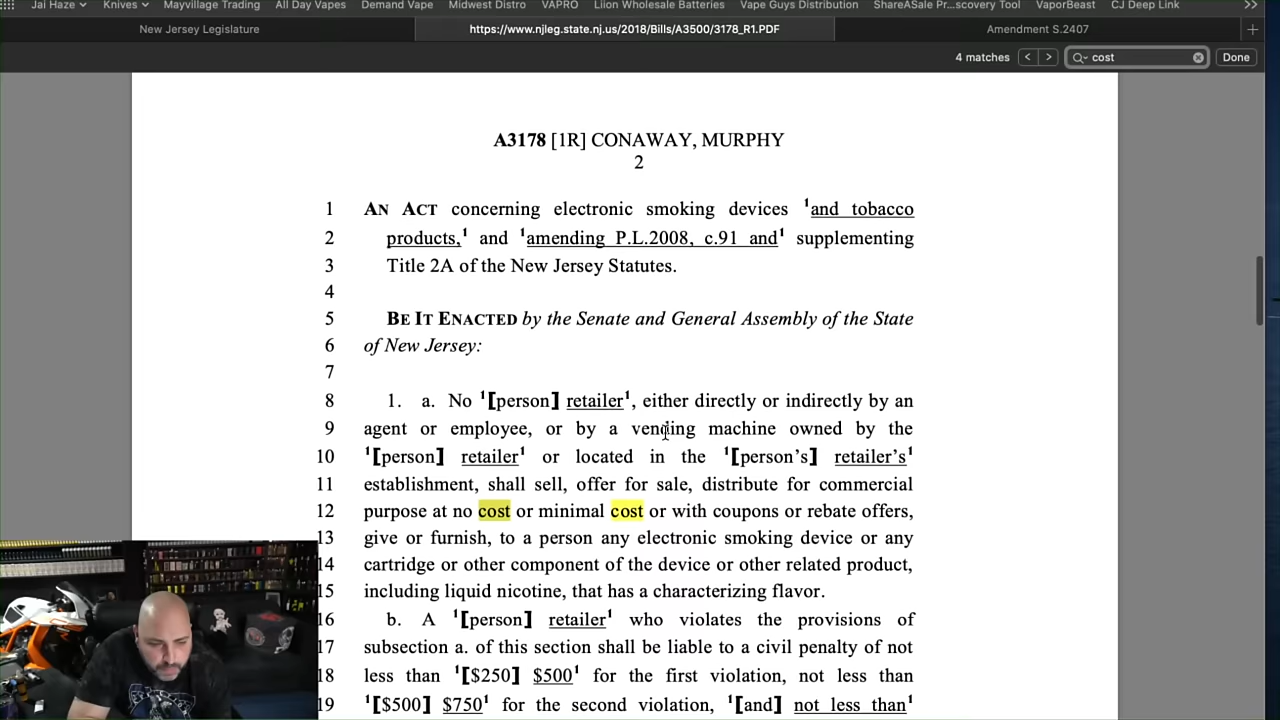 Jai Haze Knives Mayville Trading All Day Vapes Demand Vape Midwest Distro VAPRO Liion Wholesale Batteries Vape Guys Distribution ShareASale Pr...scovery Tool VaporBeast CJ Deep Link
New Jersey Legislature https://www.njleg.state.nj.us/2018/Bills/A3500/3178_R1.PDF Amendment S.2407
4 matches cost Done
A3178 [1R] CONAWAY, MURPHY
2
1 AN ACT concerning electronic smoking devices ¹and tobacco
2 products,¹ and ¹amending P.L.2008, c.91 and¹ supplementing
3 Title 2A of the New Jersey Statutes.
4
5 BE IT ENACTED by the Senate and General Assembly of the State
6 of New Jersey:
7
8 1. a. No ¹[person] retailer¹, either directly or indirectly by an
9 agent or employee, or by a vending machine owned by the
10 ¹[person] retailer¹ or located in the ¹[person's] retailer's¹
11 establishment, shall sell, offer for sale, distribute for commercial
12 purpose at no cost or minimal cost or with coupons or rebate offers,
13 give or furnish, to a person any electronic smoking device or any
14 cartridge or other component of the device or other related product,
15 including liquid nicotine, that has a characterizing flavor.
16 b. A ¹[person] retailer¹ who violates the provisions of
17 subsection a. of this section shall be liable to a civil penalty of not
18 less than ¹[$250] $500¹ for the first violation, not less than
19 ¹[$500] $750¹ for the second violation, ¹[and] not less than¹